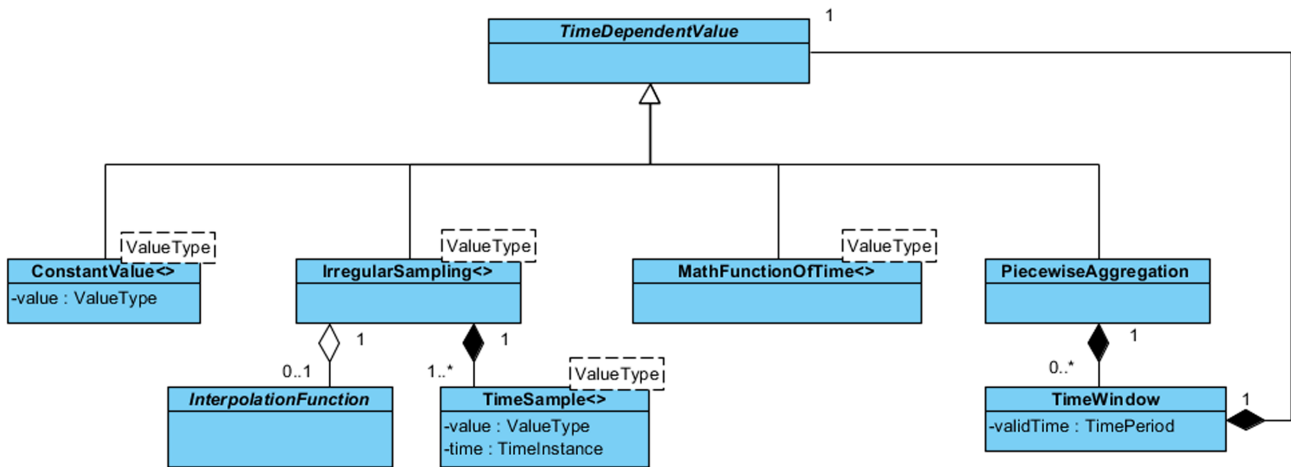 1
TimeDependentValue
ValueType
ValueType
ValueType
ConstantValue<>
-value : ValueType
IrregularSampling<>
MathFunctionOfTime<>
PiecewiseAggregation
1
1
1
0..1
1..*
0..*
ValueType
InterpolationFunction
TimeSample<>
-value : ValueType
-time : TimeInstance
TimeWindow
-validTime : TimePeriod
1